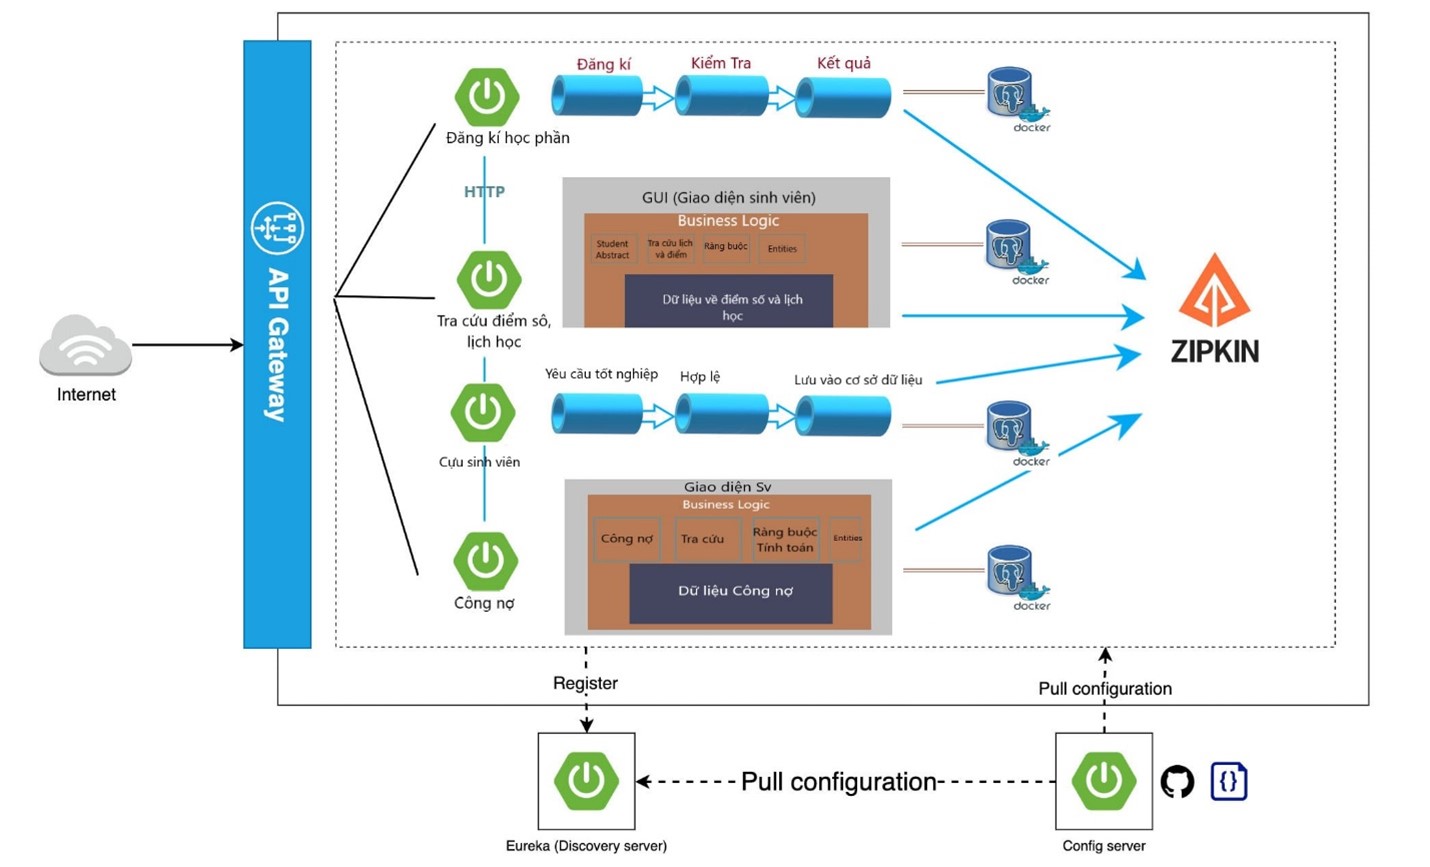 Đăng kí
Kiểm Tra
Kết quả
docker
Đăng kí học phần
HTTP
GUI (Giao diện sinh viên)
Business Logic
Student
Abstract
Tra cứu lich
và điểm
Ràng buộc
Entities
docker
Dữ liệu về điểm số và lịch
học
Tra cứu điểm số,
lịch học
API Gateway
Internet
ZIPKIN
Yêu cầu tốt nghiệp
Hợp lệ
Lưu vào cơ sở dữ liệu
docker
Cựu sinh viên
Giao diện Sv
Business Logic
Công nợ
Tra cứu
Ràng buộc
Tính toán
Entities
Dữ liệu Công nợ
Công nợ
docker
Register
Pull configuration
Pull configuration
{}
Eureka (Discovery server)
Config server